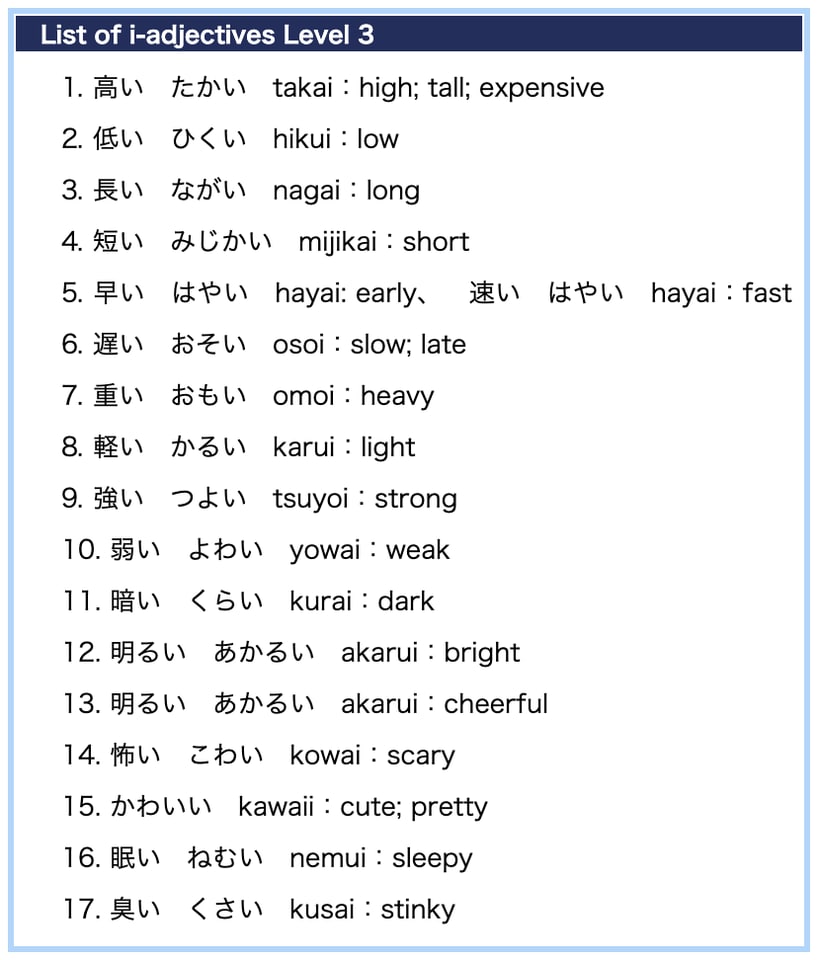 List of i-adjectives Level 3
1. 高い　たかい　takai：high; tall; expensive
2. 低い　ひくい　hikui：low
3. 長い　ながい　nagai：long
4. 短い　みじかい　mijikai：short
5. 早い　はやい　hayai: early、　速い　はやい　hayai：fast
6. 遅い　おそい　osoi：slow; late
7. 重い　おもい　omoi：heavy
8. 軽い　かるい　karui：light
9. 強い　つよい　tsuyoi：strong
10. 弱い　よわい　yowai：weak
11. 暗い　くらい　kurai：dark
12. 明るい　あかるい　akarui：bright
13. 明るい　あかるい　akarui：cheerful
14. 怖い　こわい　kowai：scary
15. かわいい　kawaii：cute; pretty
16. 眠い　ねむい　nemui：sleepy
17. 臭い　くさい　kusai：stinky